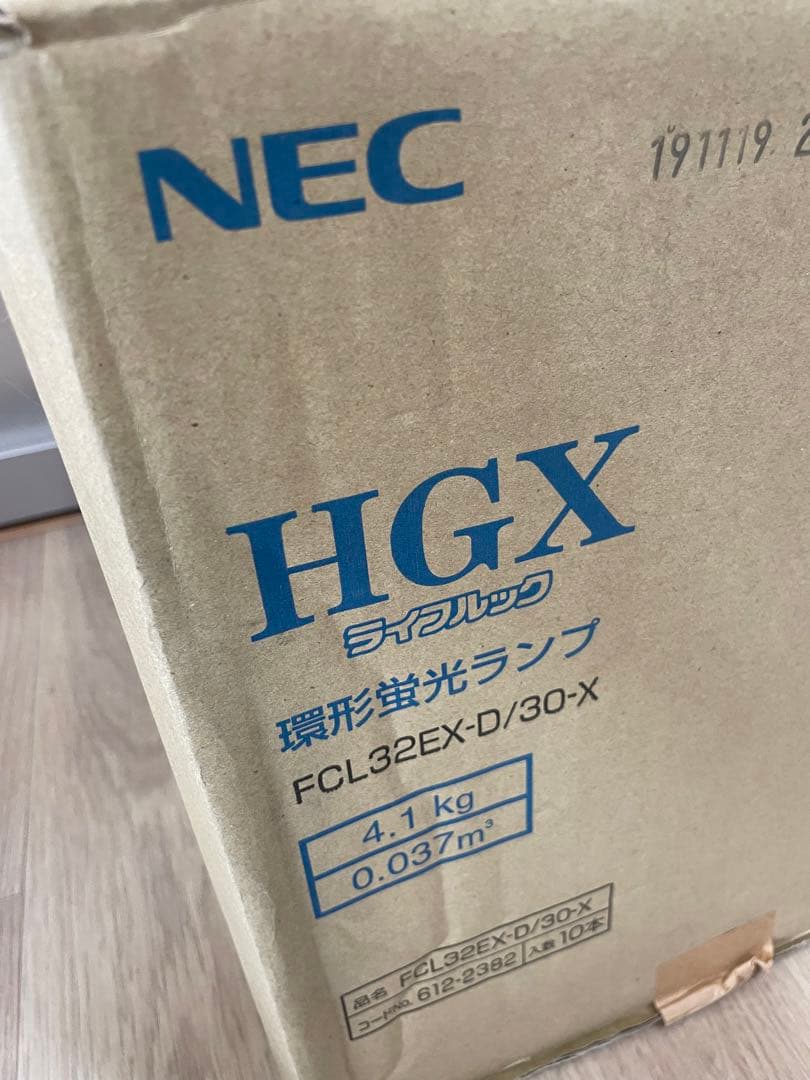 NEC
191119
HGX
ライフルック
環形蛍光ランプ
FCL32EX-D/30-X
4.1 kg
0.037m³
品名 FCL32EX-D/30-X
コードNo. 612-2382 入数 10本